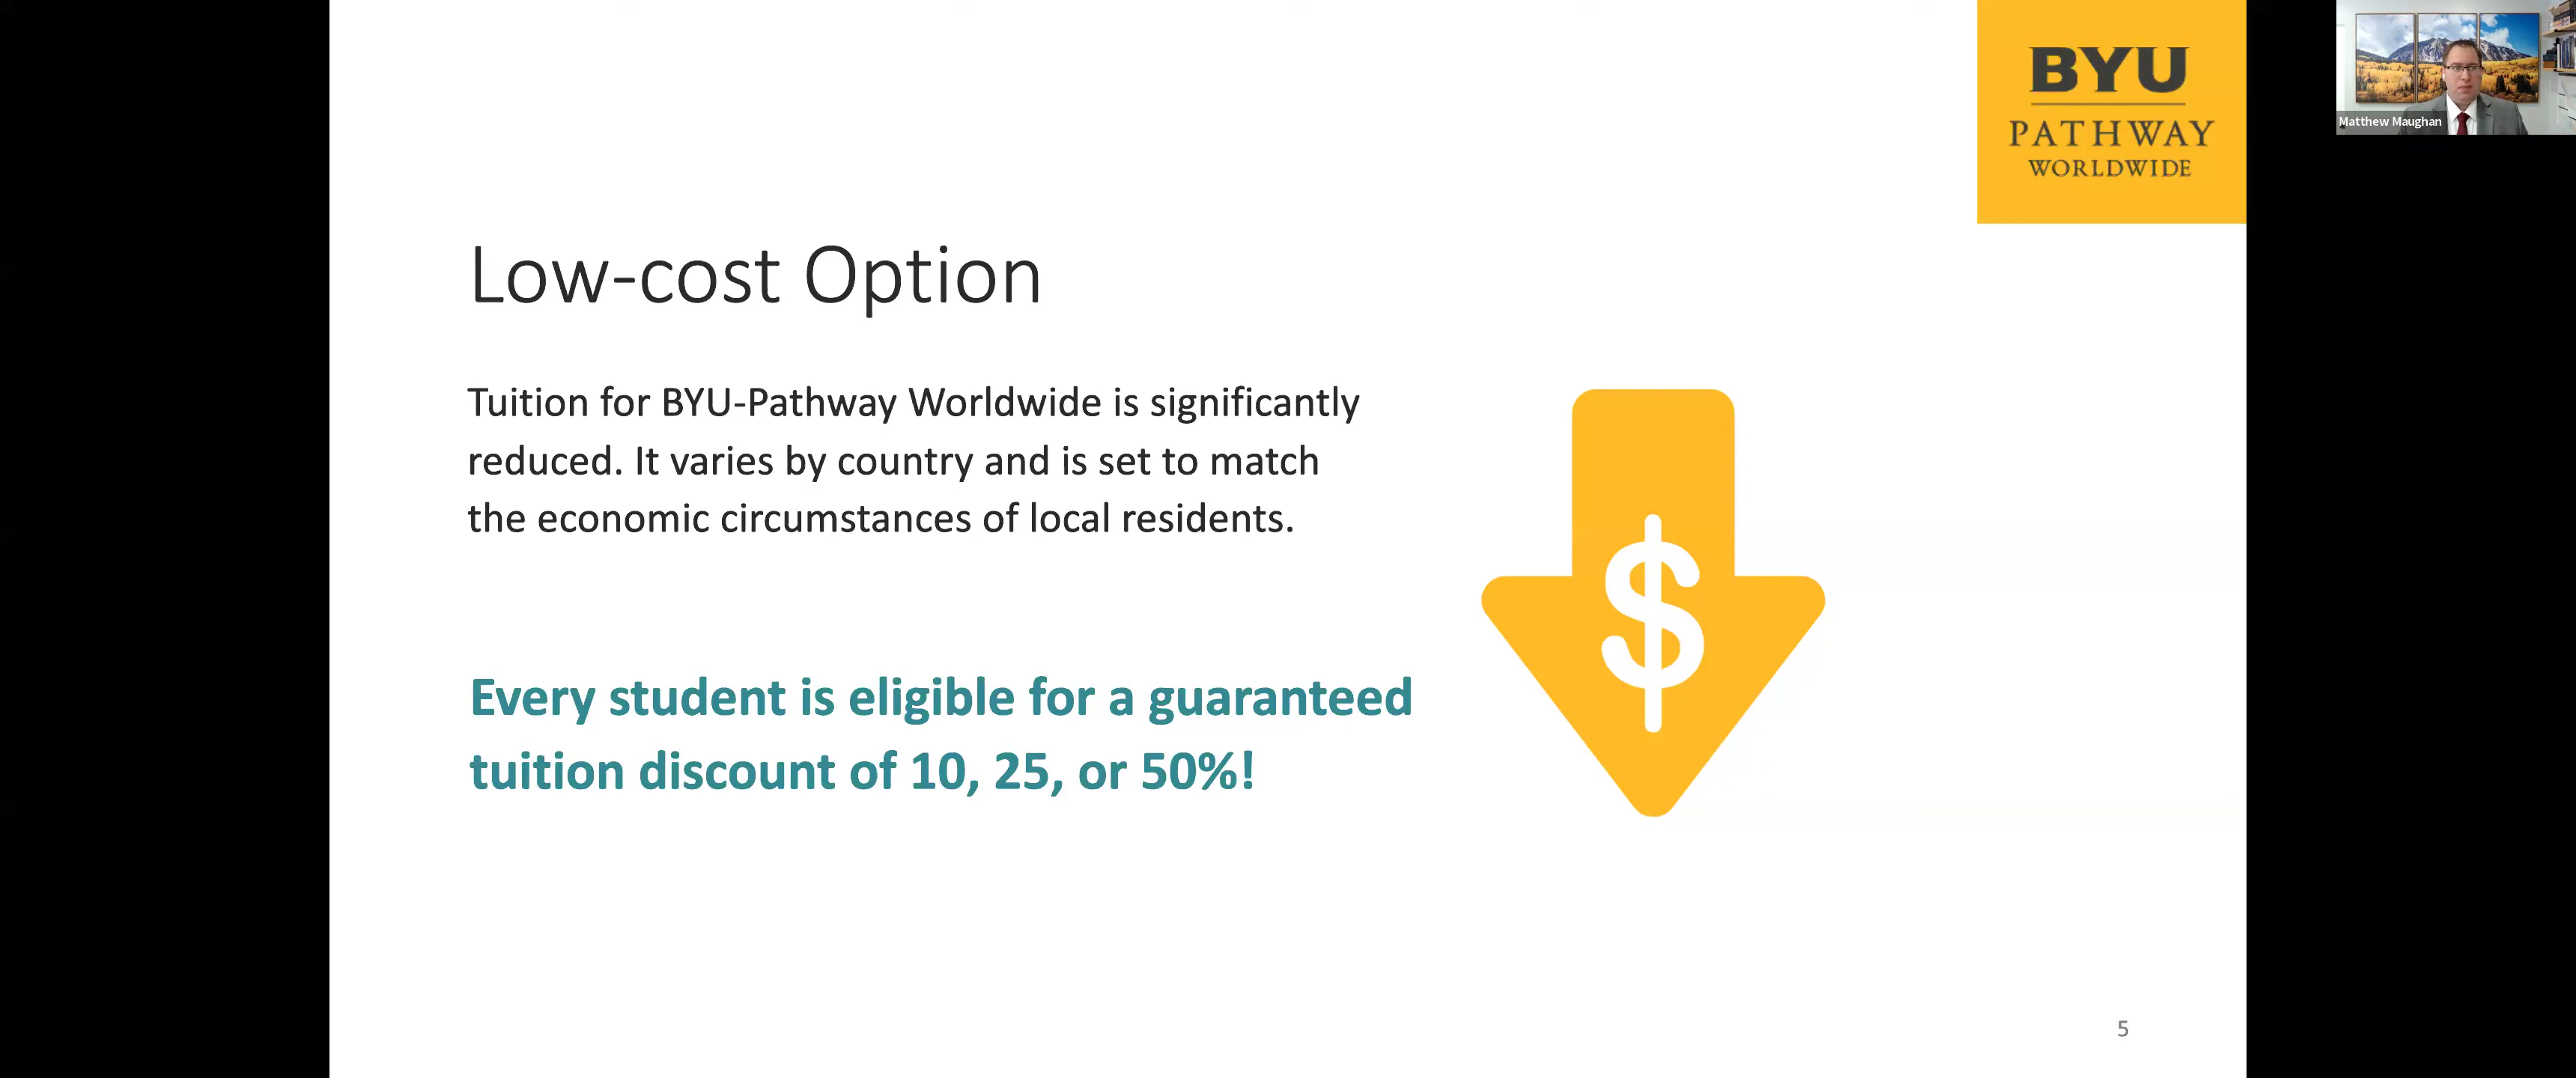 BYU
PATHWAY
WORLDWIDE
Matthew Maughan
Low-cost Option
Tuition for BYU-Pathway Worldwide is significantly
reduced. It varies by country and is set to match
the economic circumstances of local residents.
Every student is eligible for a guaranteed
tuition discount of 10, 25, or 50%!
$
5